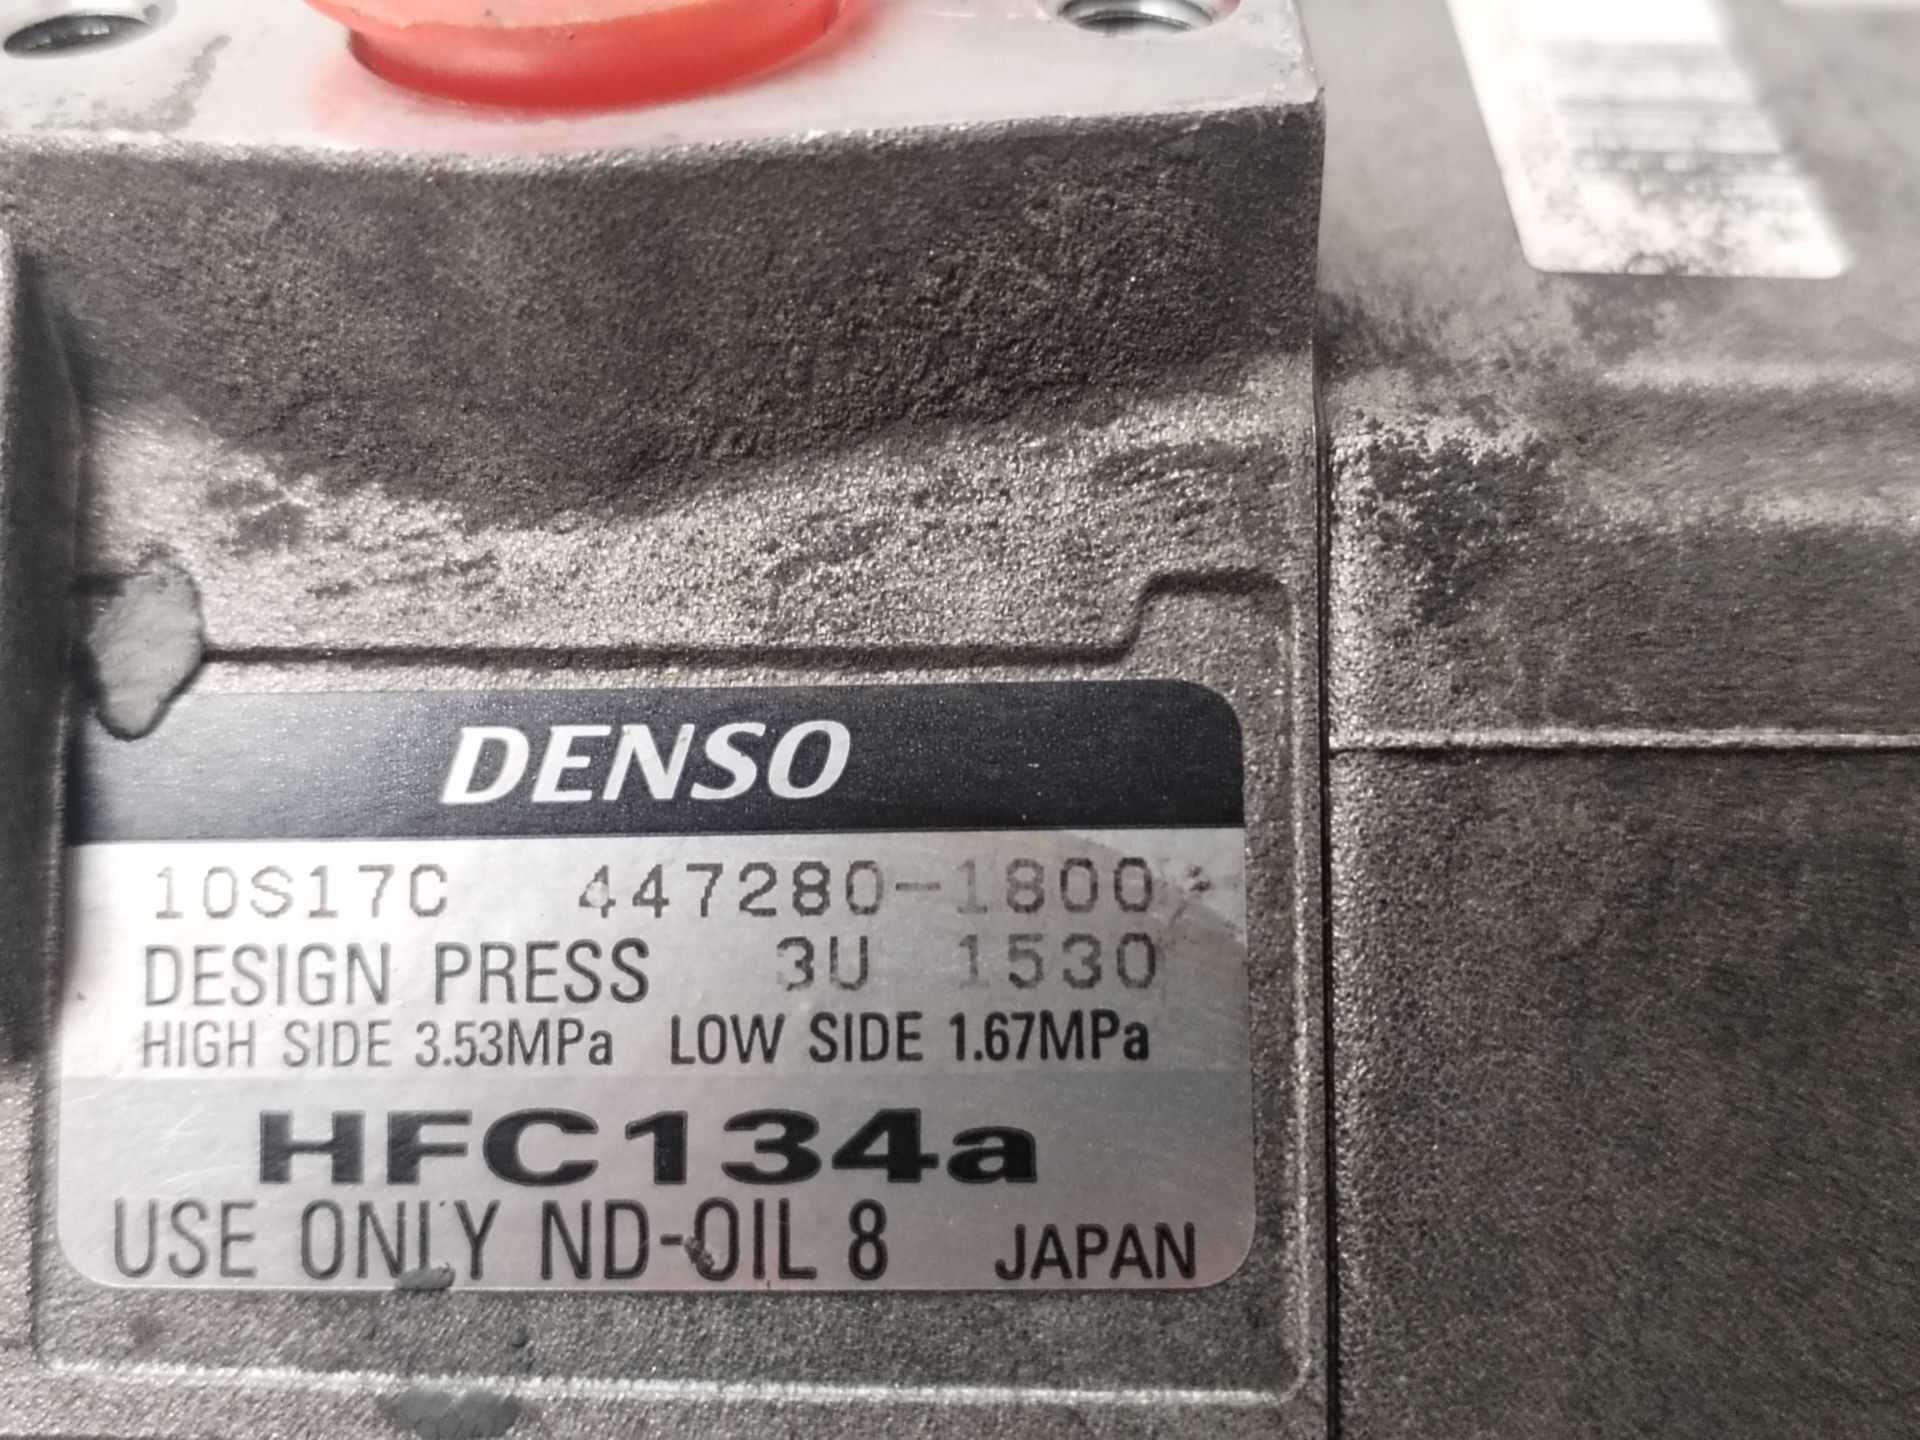 DENSO
10S17C 447280-1800
DESIGN PRESS 3U 1530
HIGH SIDE 3.53MPa LOW SIDE 1.67MPa
HFC134a
USE ONLY ND-OIL 8 JAPAN